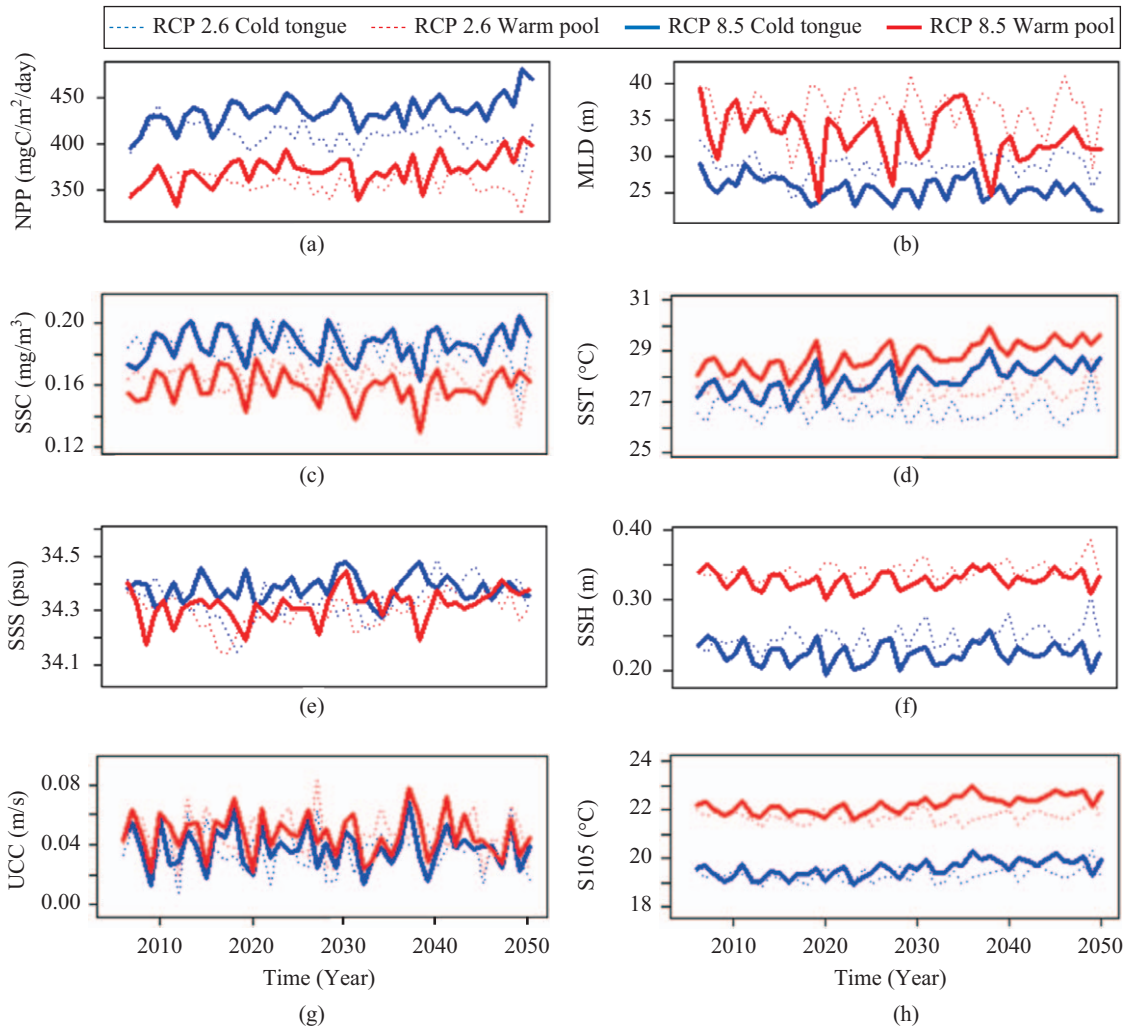 RCP 2.6 Cold tongue RCP 2.6 Warm pool RCP 8.5 Cold tongue RCP 8.5 Warm pool
NPP (mgC/m²/day)
450
400
350
(a)
MLD (m)
40
35
30
25
(b)
SSC (mg/m³)
0.20
0.16
0.12
(c)
SST (°C)
31
29
27
25
(d)
SSS (psu)
34.5
34.3
34.1
(e)
SSH (m)
0.40
0.30
0.20
(f)
UCC (m/s)
0.08
0.04
0.00
2010 2020 2030 2040 2050
Time (Year)
(g)
S105 (°C)
24
22
20
18
2010 2020 2030 2040 2050
Time (Year)
(h)